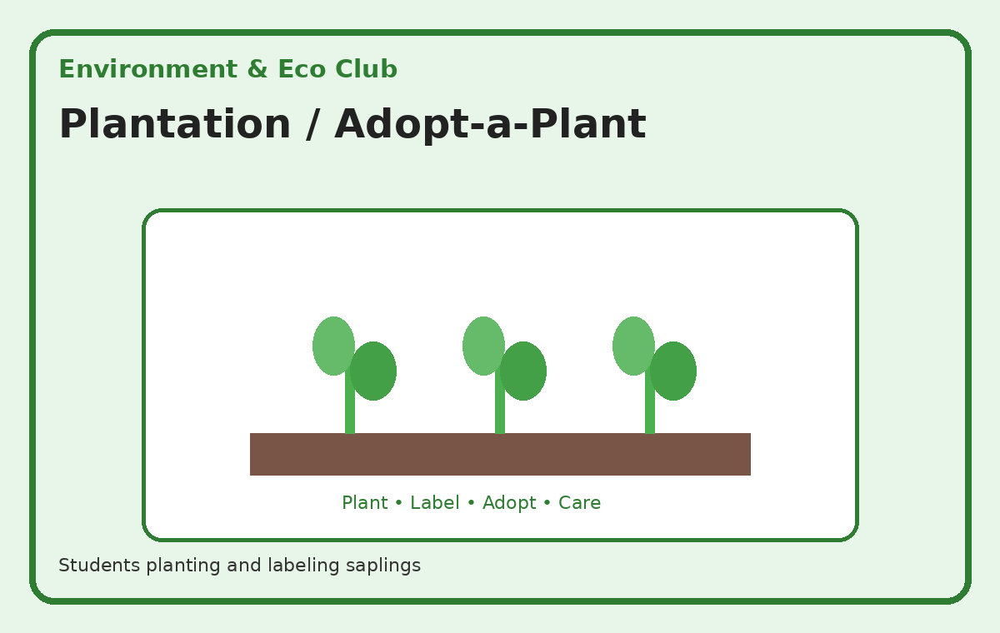 Environment & Eco Club
Plantation / Adopt-a-Plant
Plant • Label • Adopt • Care
Students planting and labeling saplings